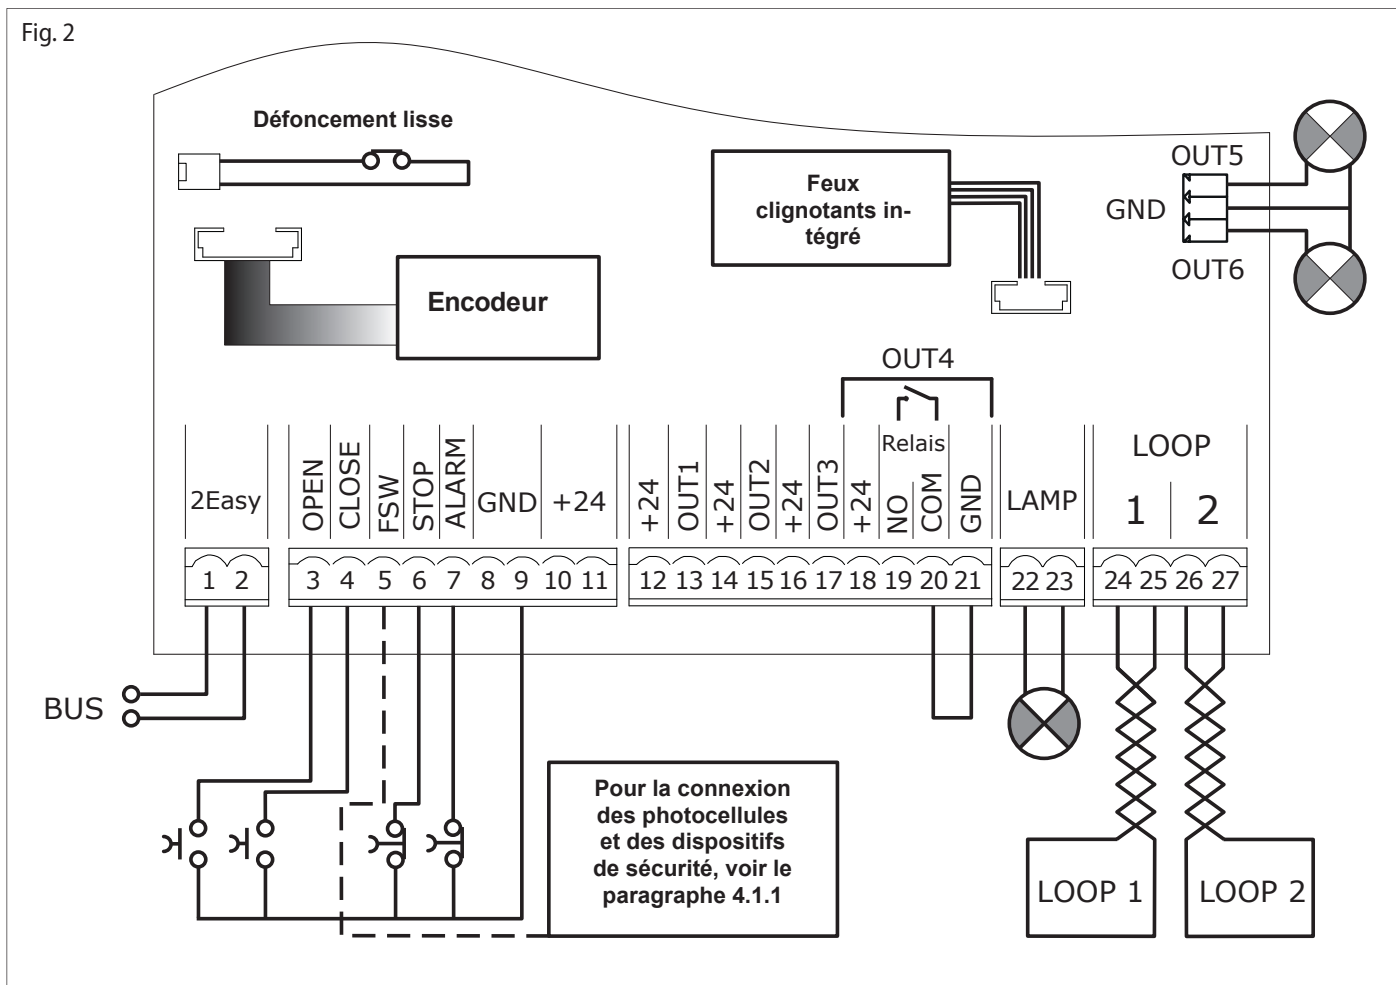 Fig. 2
Défoncement lisse
Encodeur
Feux
clignotants in-
tégré
OUT5
GND
OUT6
OUT4
Relais
2Easy
OPEN
CLOSE
FSW
STOP
ALARM
GND
+24
+24
OUT1
+24
OUT2
+24
OUT3
+24
NO
COM
GND
LAMP
LOOP
1 2
1 2 3 4 5 6 7 8 9 10 11 12 13 14 15 16 17 18 19 20 21 22 23 24 25 26 27
BUS
Pour la connexion
des photocellules
et des dispositifs
de sécurité, voir le
paragraphe 4.1.1
LOOP 1
LOOP 2